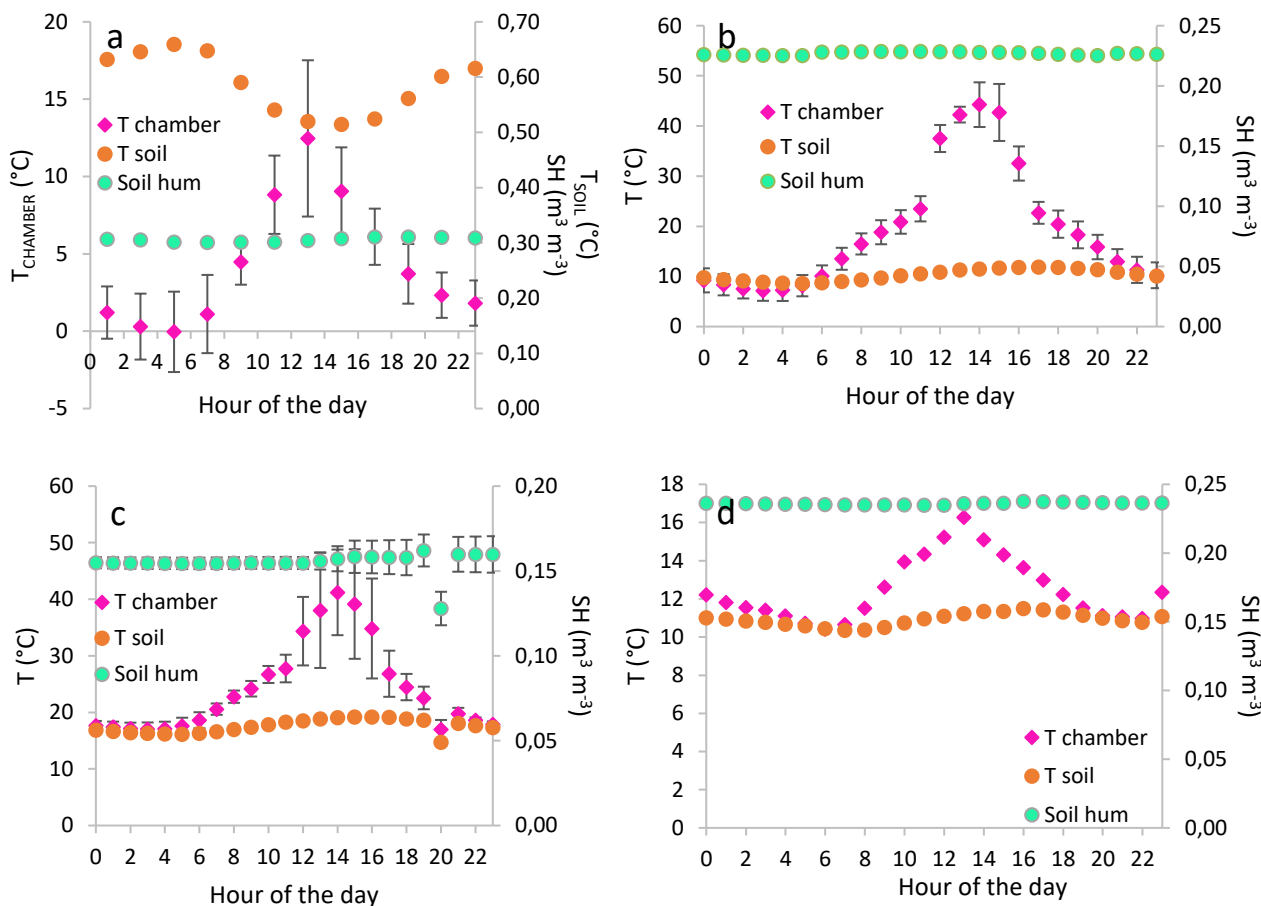 a
20
15
10
5
0
-5
0,70
0,60
0,50
0,40
0,30
0,20
0,10
0,00
T chamber
T soil
Soil hum
0 2 4 6 8 10 12 14 16 18 20 22
Hour of the day
TCHAMBER (°C)
TSOIL (°C)
SH (m³ m⁻³)
b
60
50
40
30
20
10
0
0,25
0,20
0,15
0,10
0,05
0,00
T chamber
T soil
Soil hum
0 2 4 6 8 10 12 14 16 18 20 22
Hour of the day
T (°C)
SH (m³ m⁻³)
c
60
50
40
30
20
10
0
0,20
0,15
0,10
0,05
0,00
T chamber
T soil
Soil hum
0 2 4 6 8 10 12 14 16 18 20 22
Hour of the day
T (°C)
SH (m³ m⁻³)
d
18
16
14
12
10
8
6
4
2
0
0,25
0,20
0,15
0,10
0,05
0,00
T chamber
T soil
Soil hum
0 2 4 6 8 10 12 14 16 18 20 22
Hour of the day
T (°C)
SH (m³ m⁻³)